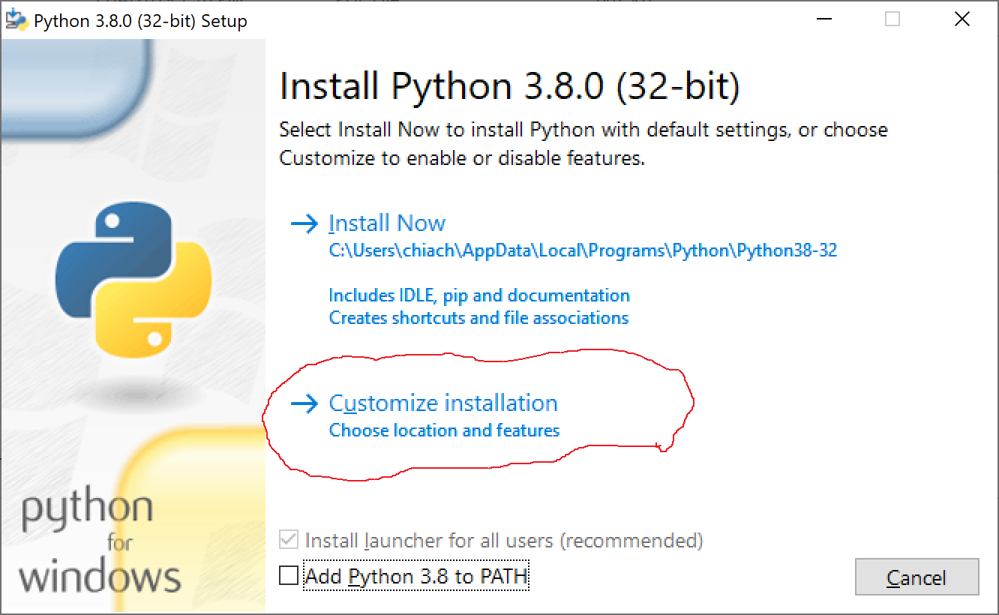 Python 3.8.0 (32-bit) Setup
Install Python 3.8.0 (32-bit)
Select Install Now to install Python with default settings, or choose
Customize to enable or disable features.
Install Now
C:\Users\chiach\AppData\Local\Programs\Python\Python38-32
Includes IDLE, pip and documentation
Creates shortcuts and file associations
Customize installation
Choose location and features
python
for
windows
Install launcher for all users (recommended)
Add Python 3.8 to PATH
Cancel